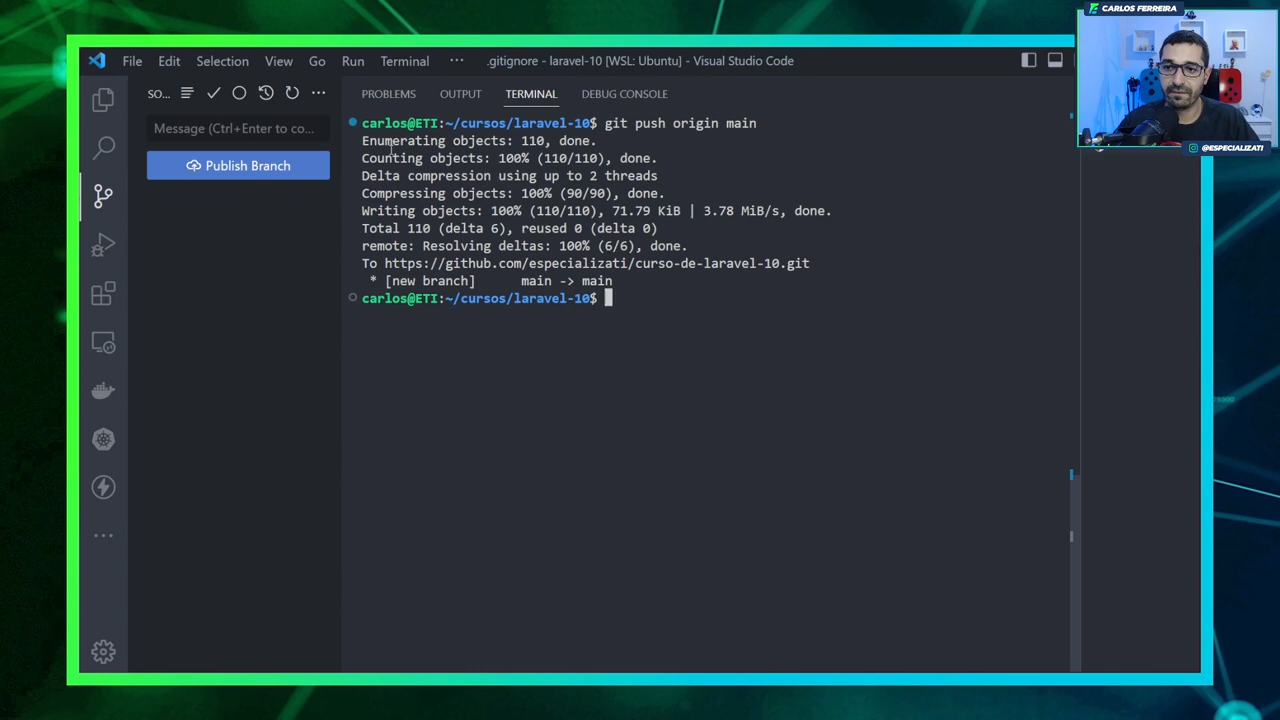 CARLOS FERREIRA
File Edit Selection View Go Run Terminal ··· .gitignore - laravel-10 [WSL: Ubuntu] - Visual Studio Code
SO... ··· PROBLEMS OUTPUT TERMINAL DEBUG CONSOLE
Message (Ctrl+Enter to co...
Publish Branch
carlos@ETI:~/cursos/laravel-10$ git push origin main
Enumerating objects: 110, done.
Counting objects: 100% (110/110), done.
Delta compression using up to 2 threads
Compressing objects: 100% (90/90), done.
Writing objects: 100% (110/110), 71.79 KiB | 3.78 MiB/s, done.
Total 110 (delta 6), reused 0 (delta 0)
remote: Resolving deltas: 100% (6/6), done.
To https://github.com/especializati/curso-de-laravel-10.git
* [new branch] main -> main
carlos@ETI:~/cursos/laravel-10$
@ESPECIALIZATI